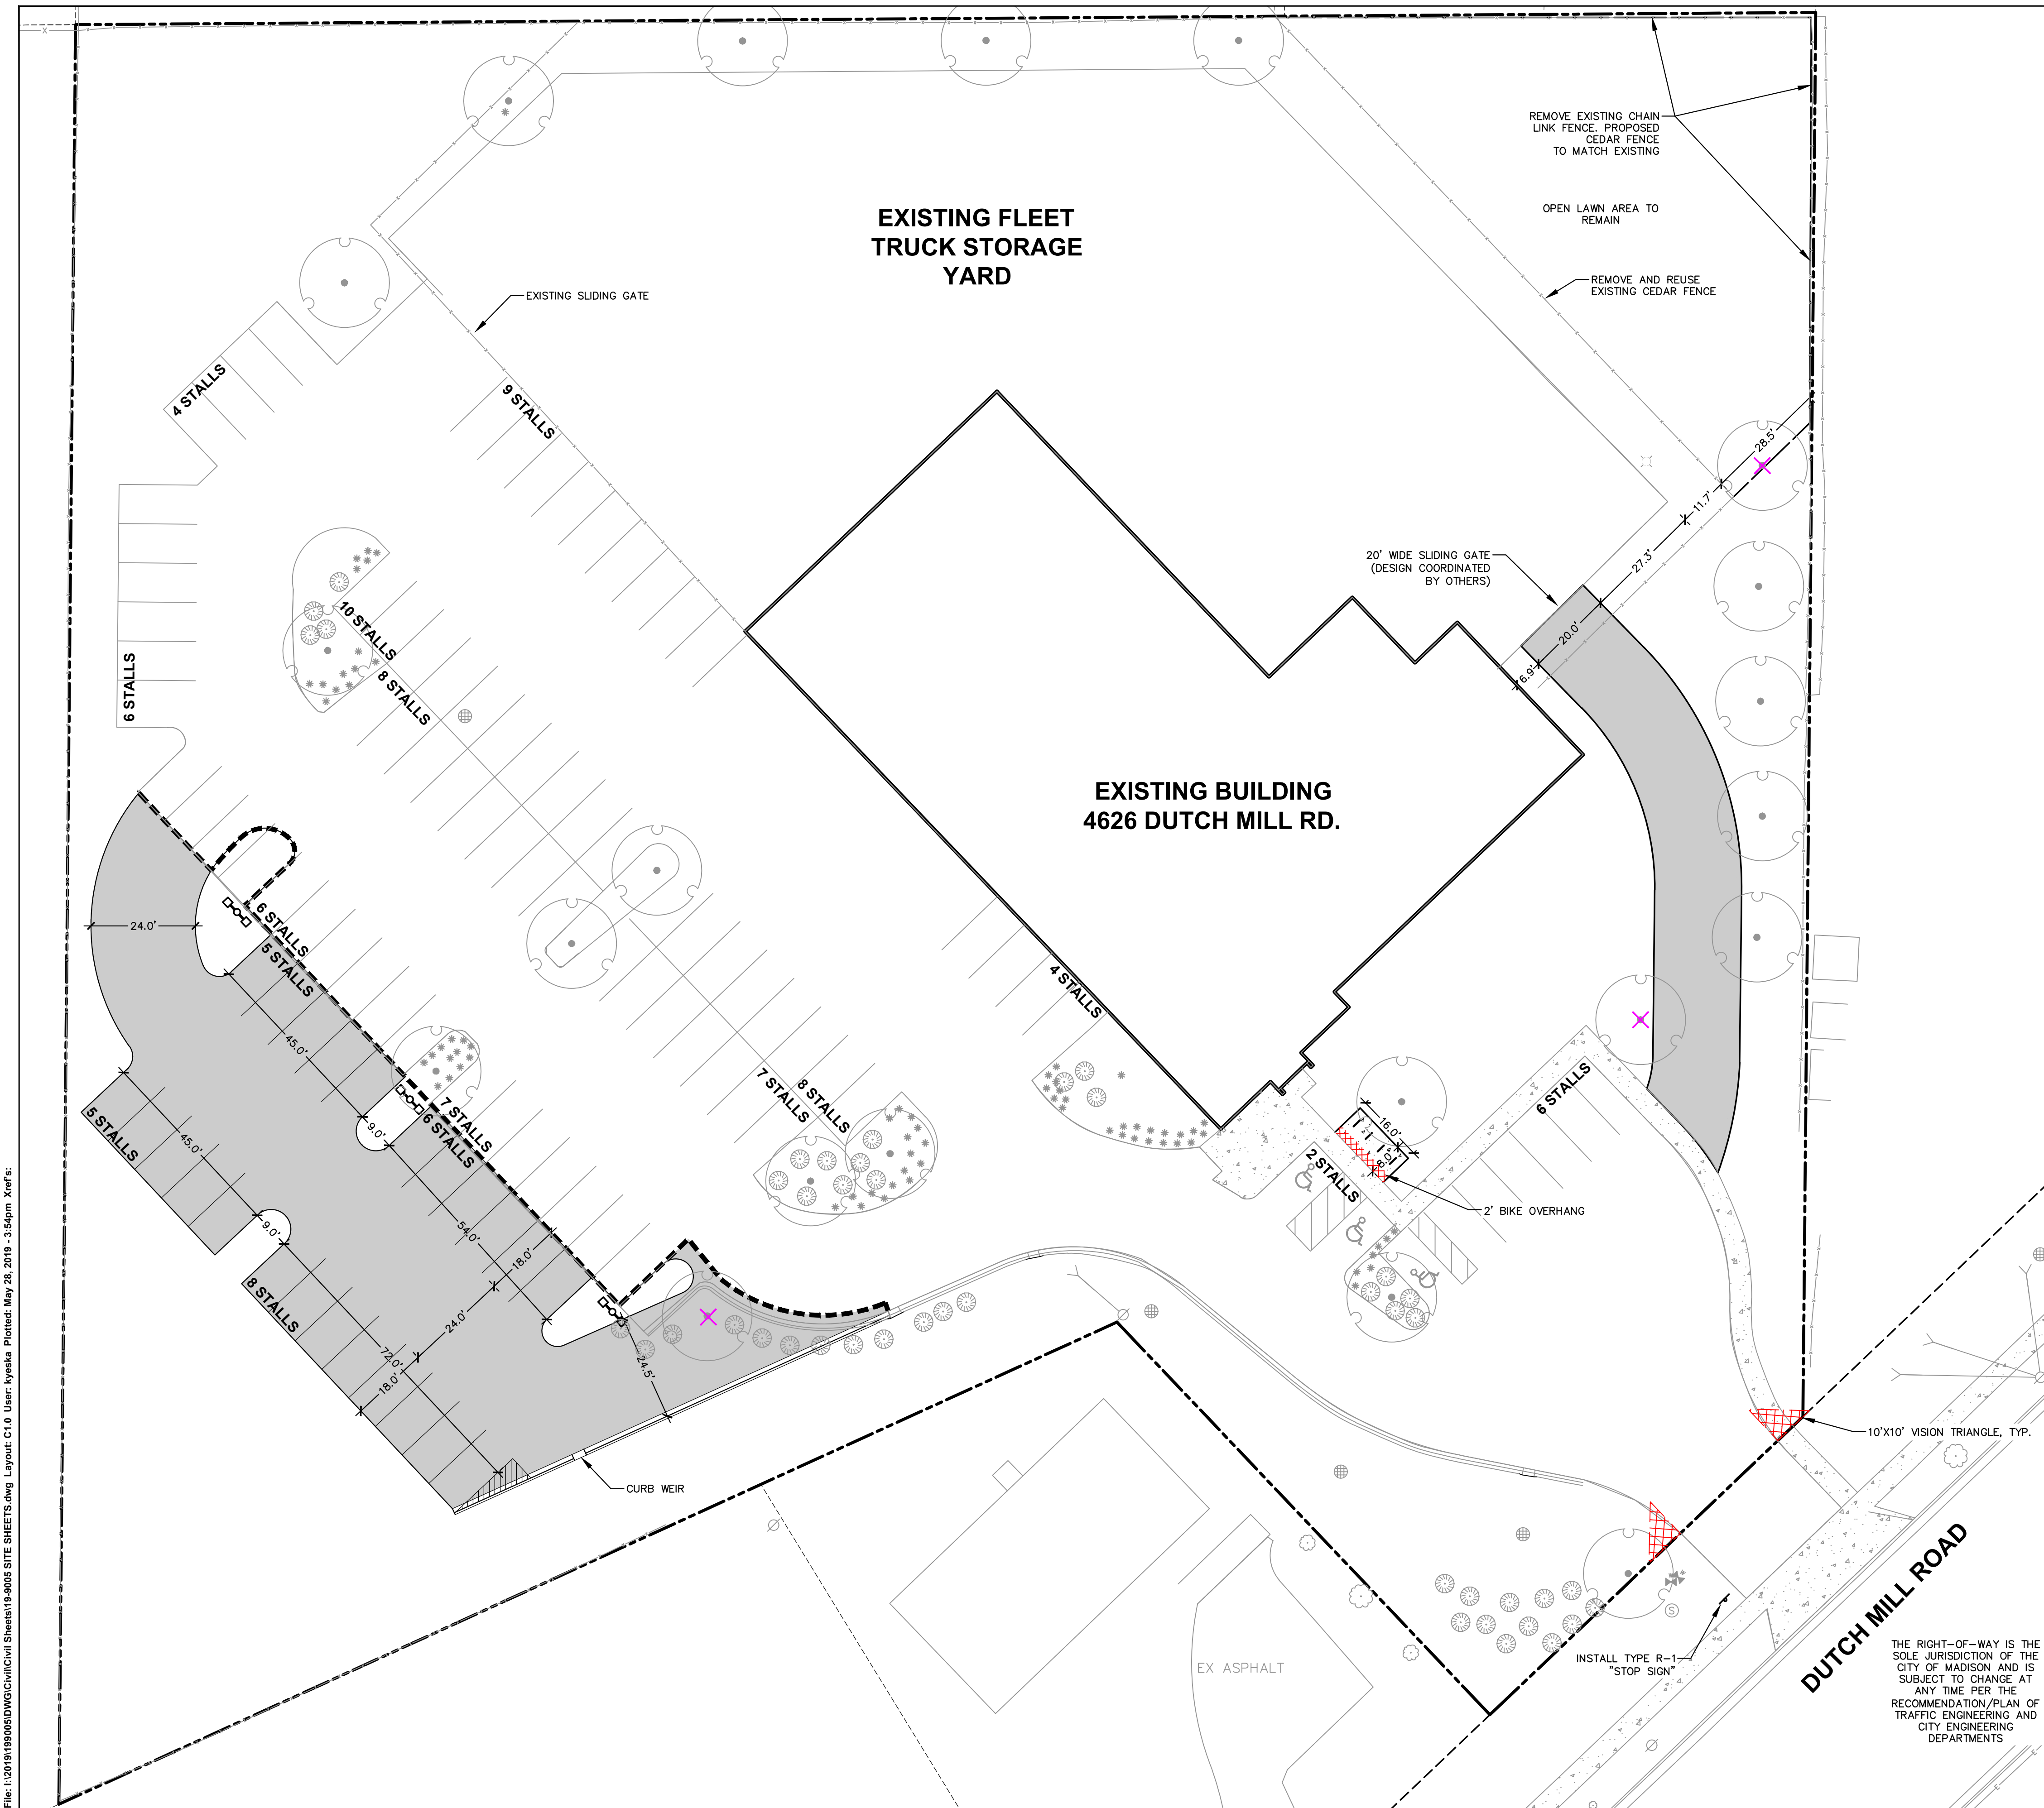 REMOVE EXISTING CHAIN
LINK FENCE. PROPOSED
CEDAR FENCE
TO MATCH EXISTING
OPEN LAWN AREA TO
REMAIN
EXISTING FLEET
TRUCK STORAGE
YARD
REMOVE AND REUSE
EXISTING CEDAR FENCE
EXISTING SLIDING GATE
4 STALLS
9 STALLS
28.5'
11.7'
27.3'
20' WIDE SLIDING GATE
(DESIGN COORDINATED
BY OTHERS)
20.0'
6.9'
10 STALLS
8 STALLS
6 STALLS
EXISTING BUILDING
4626 DUTCH MILL RD.
24.0'
6 STALLS
5 STALLS
4 STALLS
45.0'
9.0'
7 STALLS
6 STALLS
7 STALLS
8 STALLS
5 STALLS
45.0'
9.0'
54.0'
18.0'
8 STALLS
24.0'
72.0'
18.0'
24.5'
16.0'
8.0'
6 STALLS
2 STALLS
2' BIKE OVERHANG
CURB WEIR
10'X10' VISION TRIANGLE, TYP.
EX ASPHALT
S
INSTALL TYPE R-1
"STOP SIGN"
DUTCH MILL ROAD
THE RIGHT-OF-WAY IS THE
SOLE JURISDICTION OF THE
CITY OF MADISON AND IS
SUBJECT TO CHANGE AT
ANY TIME PER THE
RECOMMENDATION/PLAN OF
TRAFFIC ENGINEERING AND
CITY ENGINEERING
DEPARTMENTS
File: I:\2019\199005\DWG\Civil\Civil Sheets\19-9005 SITE SHEETS.dwg Layout: C1.0 User: kyeska Plotted: May 28, 2019 - 3:54pm Xref's: